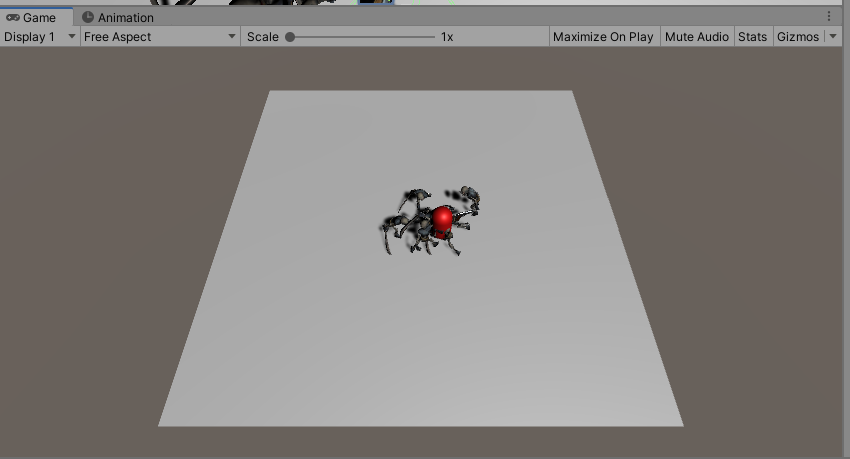 Game Animation
Display 1 Free Aspect Scale 1x Maximize On Play Mute Audio Stats Gizmos